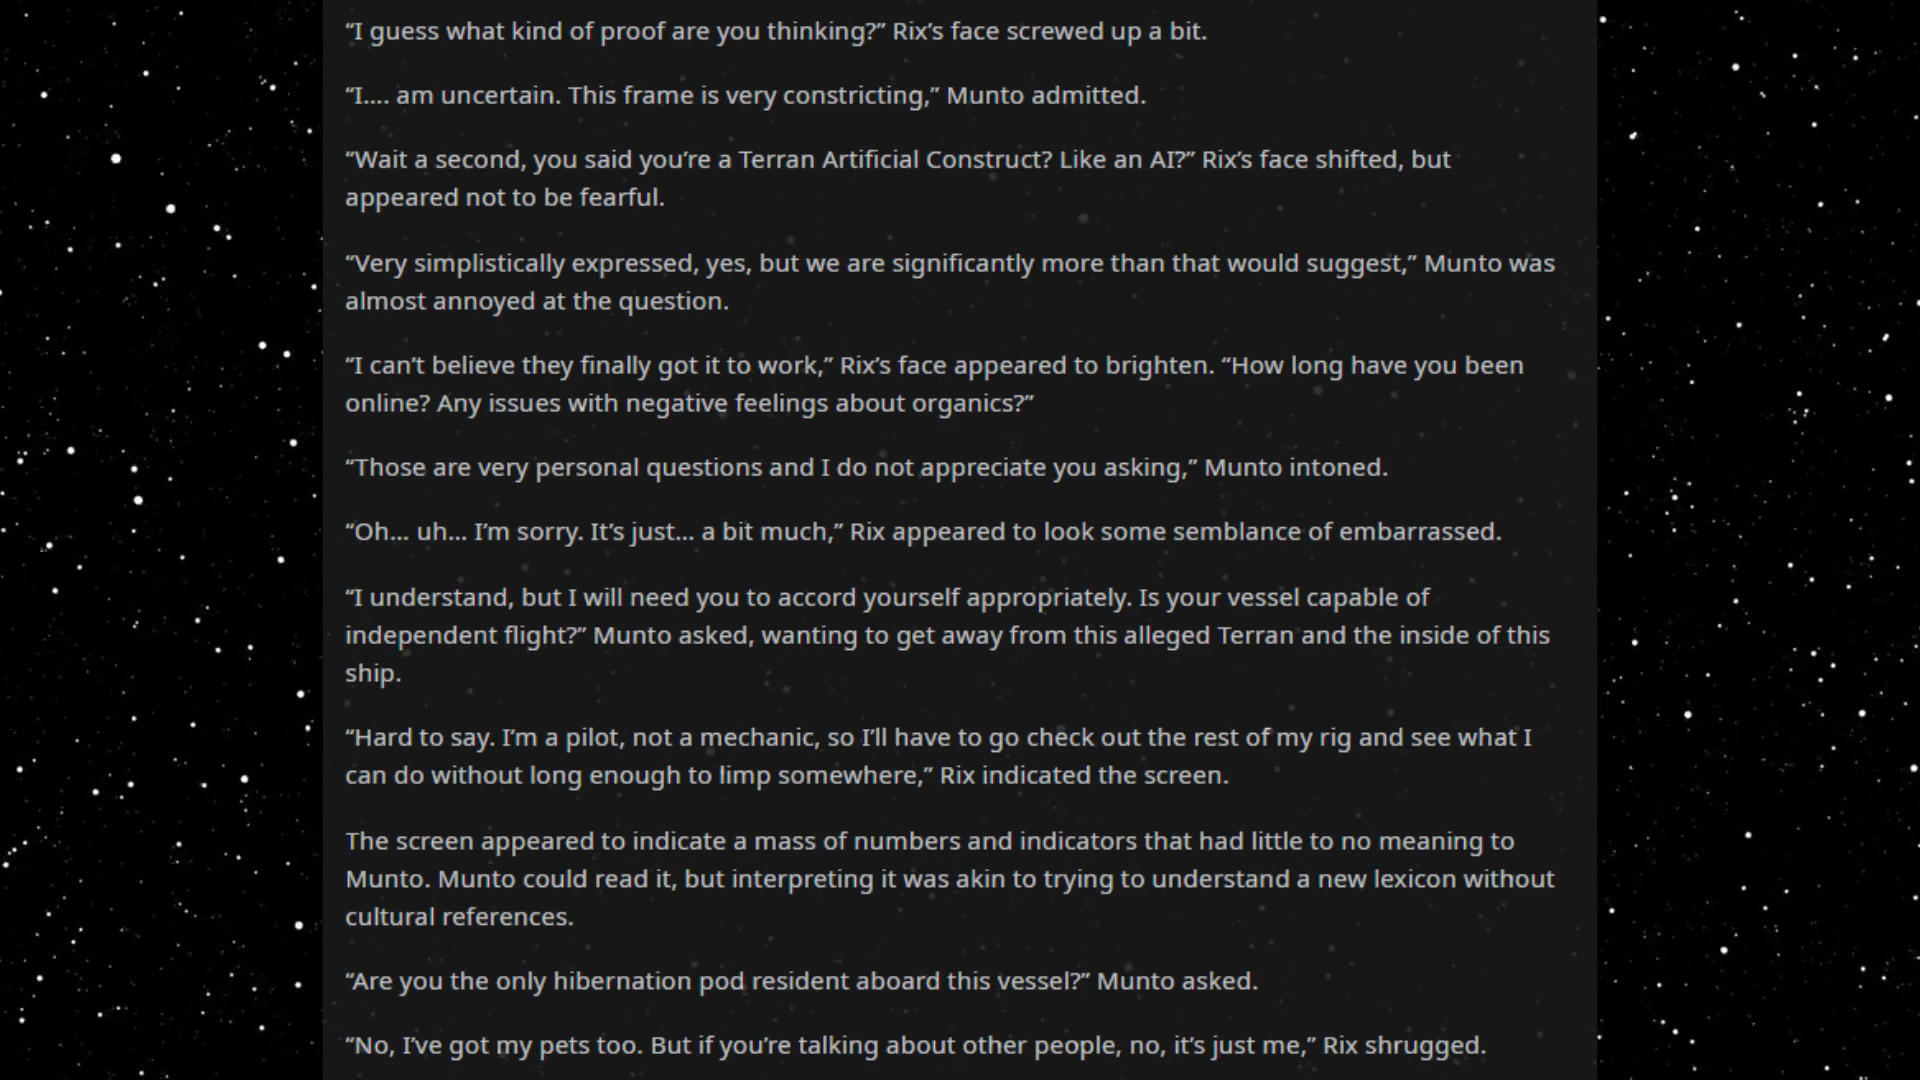 “I guess what kind of proof are you thinking?” Rix’s face screwed up a bit.
“I.... am uncertain. This frame is very constricting,” Munto admitted.
“Wait a second, you said you’re a Terran Artificial Construct? Like an AI?” Rix’s face shifted, but
appeared not to be fearful.
“Very simplistically expressed, yes, but we are significantly more than that would suggest,” Munto was
almost annoyed at the question.
“I can’t believe they finally got it to work,” Rix’s face appeared to brighten. “How long have you been
online? Any issues with negative feelings about organics?”
“Those are very personal questions and I do not appreciate you asking,” Munto intoned.
“Oh... uh... I’m sorry. It’s just... a bit much,” Rix appeared to look some semblance of embarrassed.
“I understand, but I will need you to accord yourself appropriately. Is your vessel capable of
independent flight?” Munto asked, wanting to get away from this alleged Terran and the inside of this
ship.
“Hard to say. I’m a pilot, not a mechanic, so I’ll have to go check out the rest of my rig and see what I
can do without long enough to limp somewhere,” Rix indicated the screen.
The screen appeared to indicate a mass of numbers and indicators that had little to no meaning to
Munto. Munto could read it, but interpreting it was akin to trying to understand a new lexicon without
cultural references.
“Are you the only hibernation pod resident aboard this vessel?” Munto asked.
“No, I’ve got my pets too. But if you’re talking about other people, no, it’s just me,” Rix shrugged.